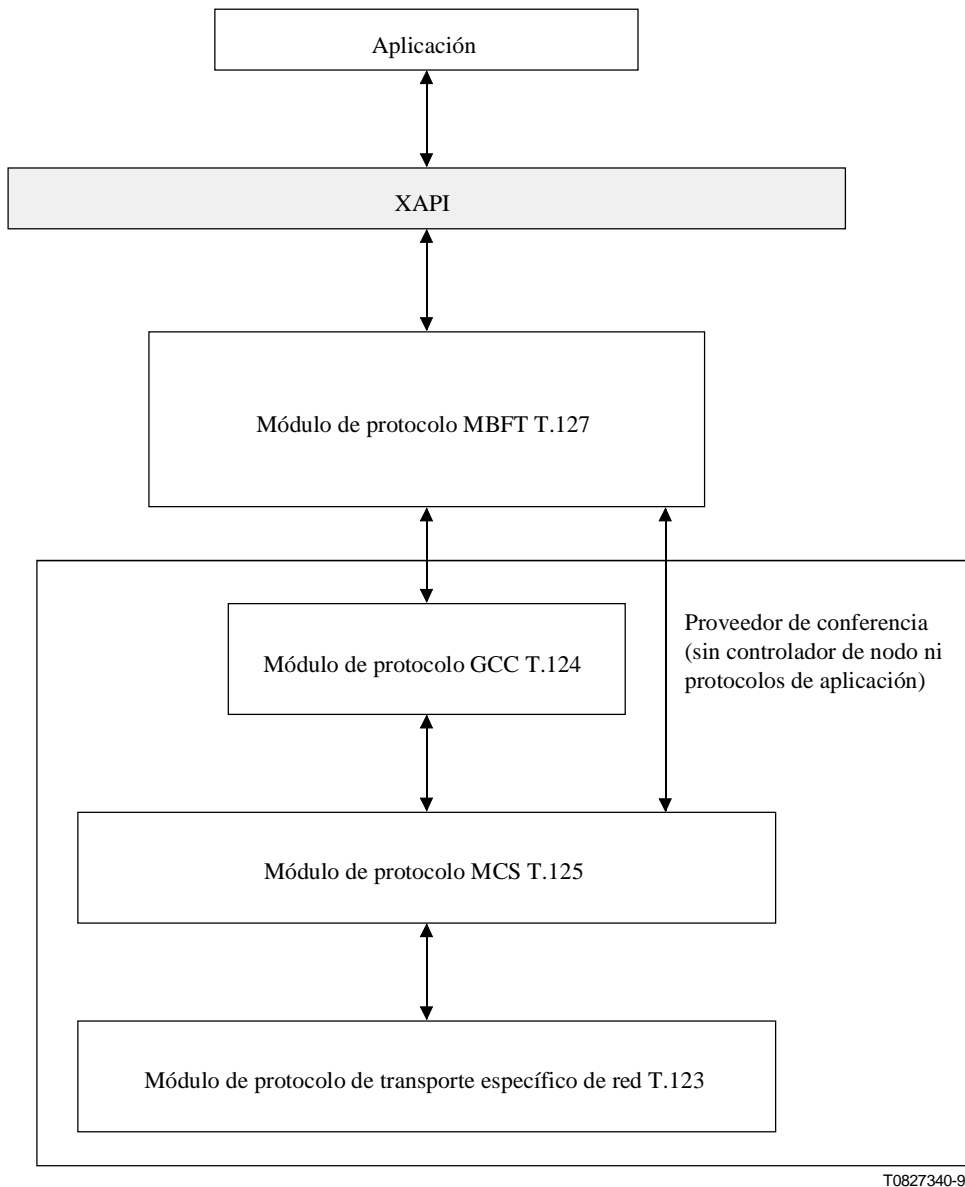 Aplicación
XAPI
Módulo de protocolo MBFT T.127
Proveedor de conferencia
(sin controlador de nodo ni
protocolos de aplicación)
Módulo de protocolo GCC T.124
Módulo de protocolo MCS T.125
Módulo de protocolo de transporte específico de red T.123
T0827340-9